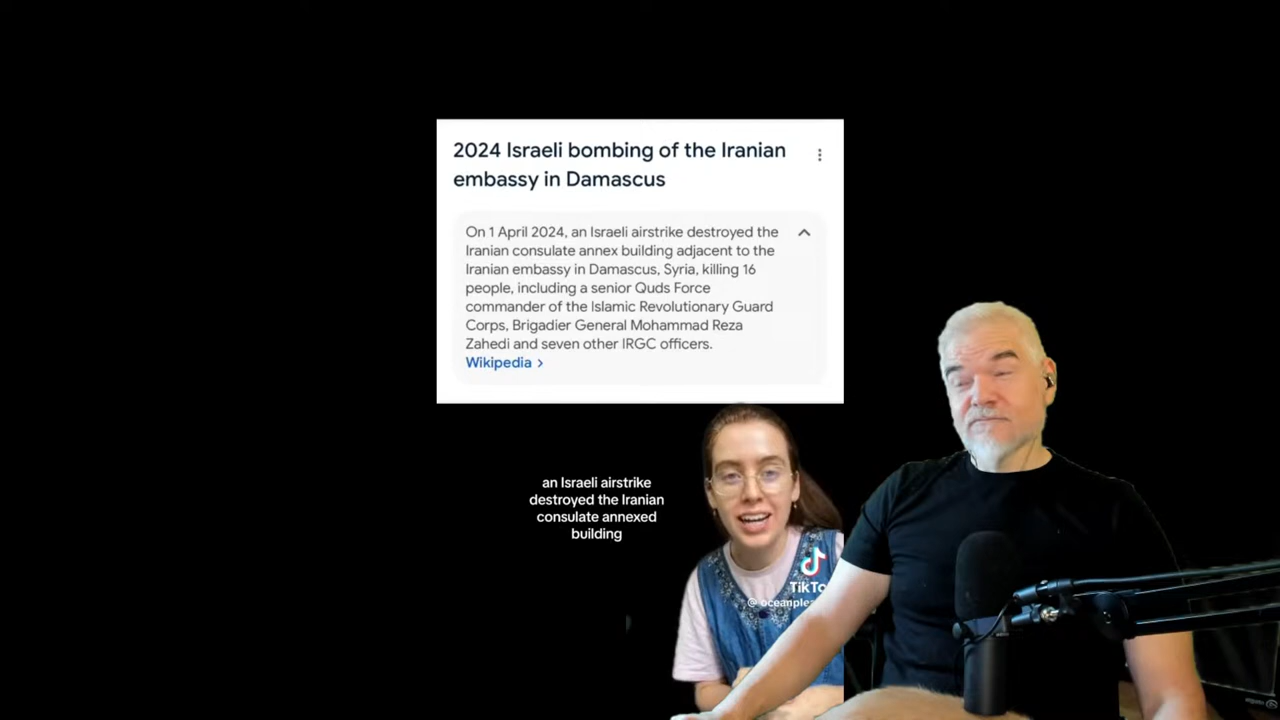 2024 Israeli bombing of the Iranian
embassy in Damascus
On 1 April 2024, an Israeli airstrike destroyed the
Iranian consulate annex building adjacent to the
Iranian embassy in Damascus, Syria, killing 16
people, including a senior Quds Force
commander of the Islamic Revolutionary Guard
Corps, Brigadier General Mohammad Reza
Zahedi and seven other IRGC officers.
Wikipedia >
an Israeli airstrike
destroyed the Iranian
consulate annexed
building
TikTo
@ oceanplea